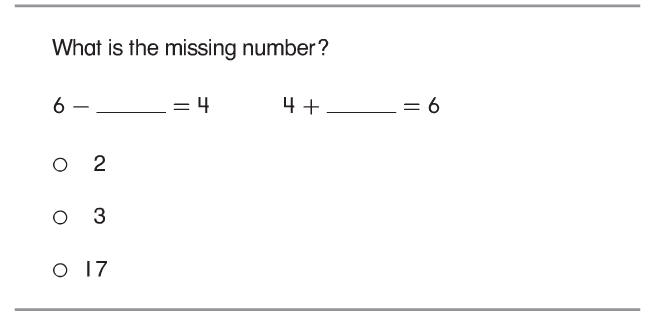 What is the missing number?
6 − ______ = 4 4 + ______ = 6
○ 2
○ 3
○ 17